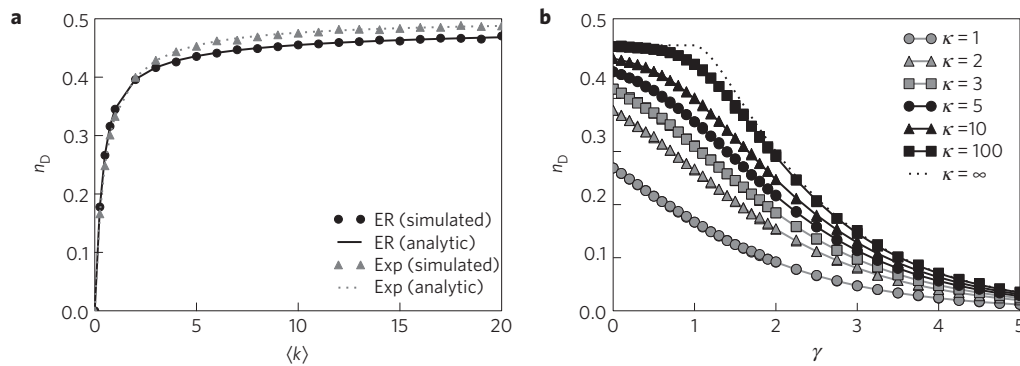 a
0.5
0.4
0.3
0.2
0.1
0.0
n_D
0 5 10 15 20
⟨k⟩
ER (simulated)
ER (analytic)
Exp (simulated)
Exp (analytic)
b
0.5
0.4
0.3
0.2
0.1
0.0
n_D
0 1 2 3 4 5
γ
κ = 1
κ = 2
κ = 3
κ = 5
κ = 10
κ = 100
κ = ∞